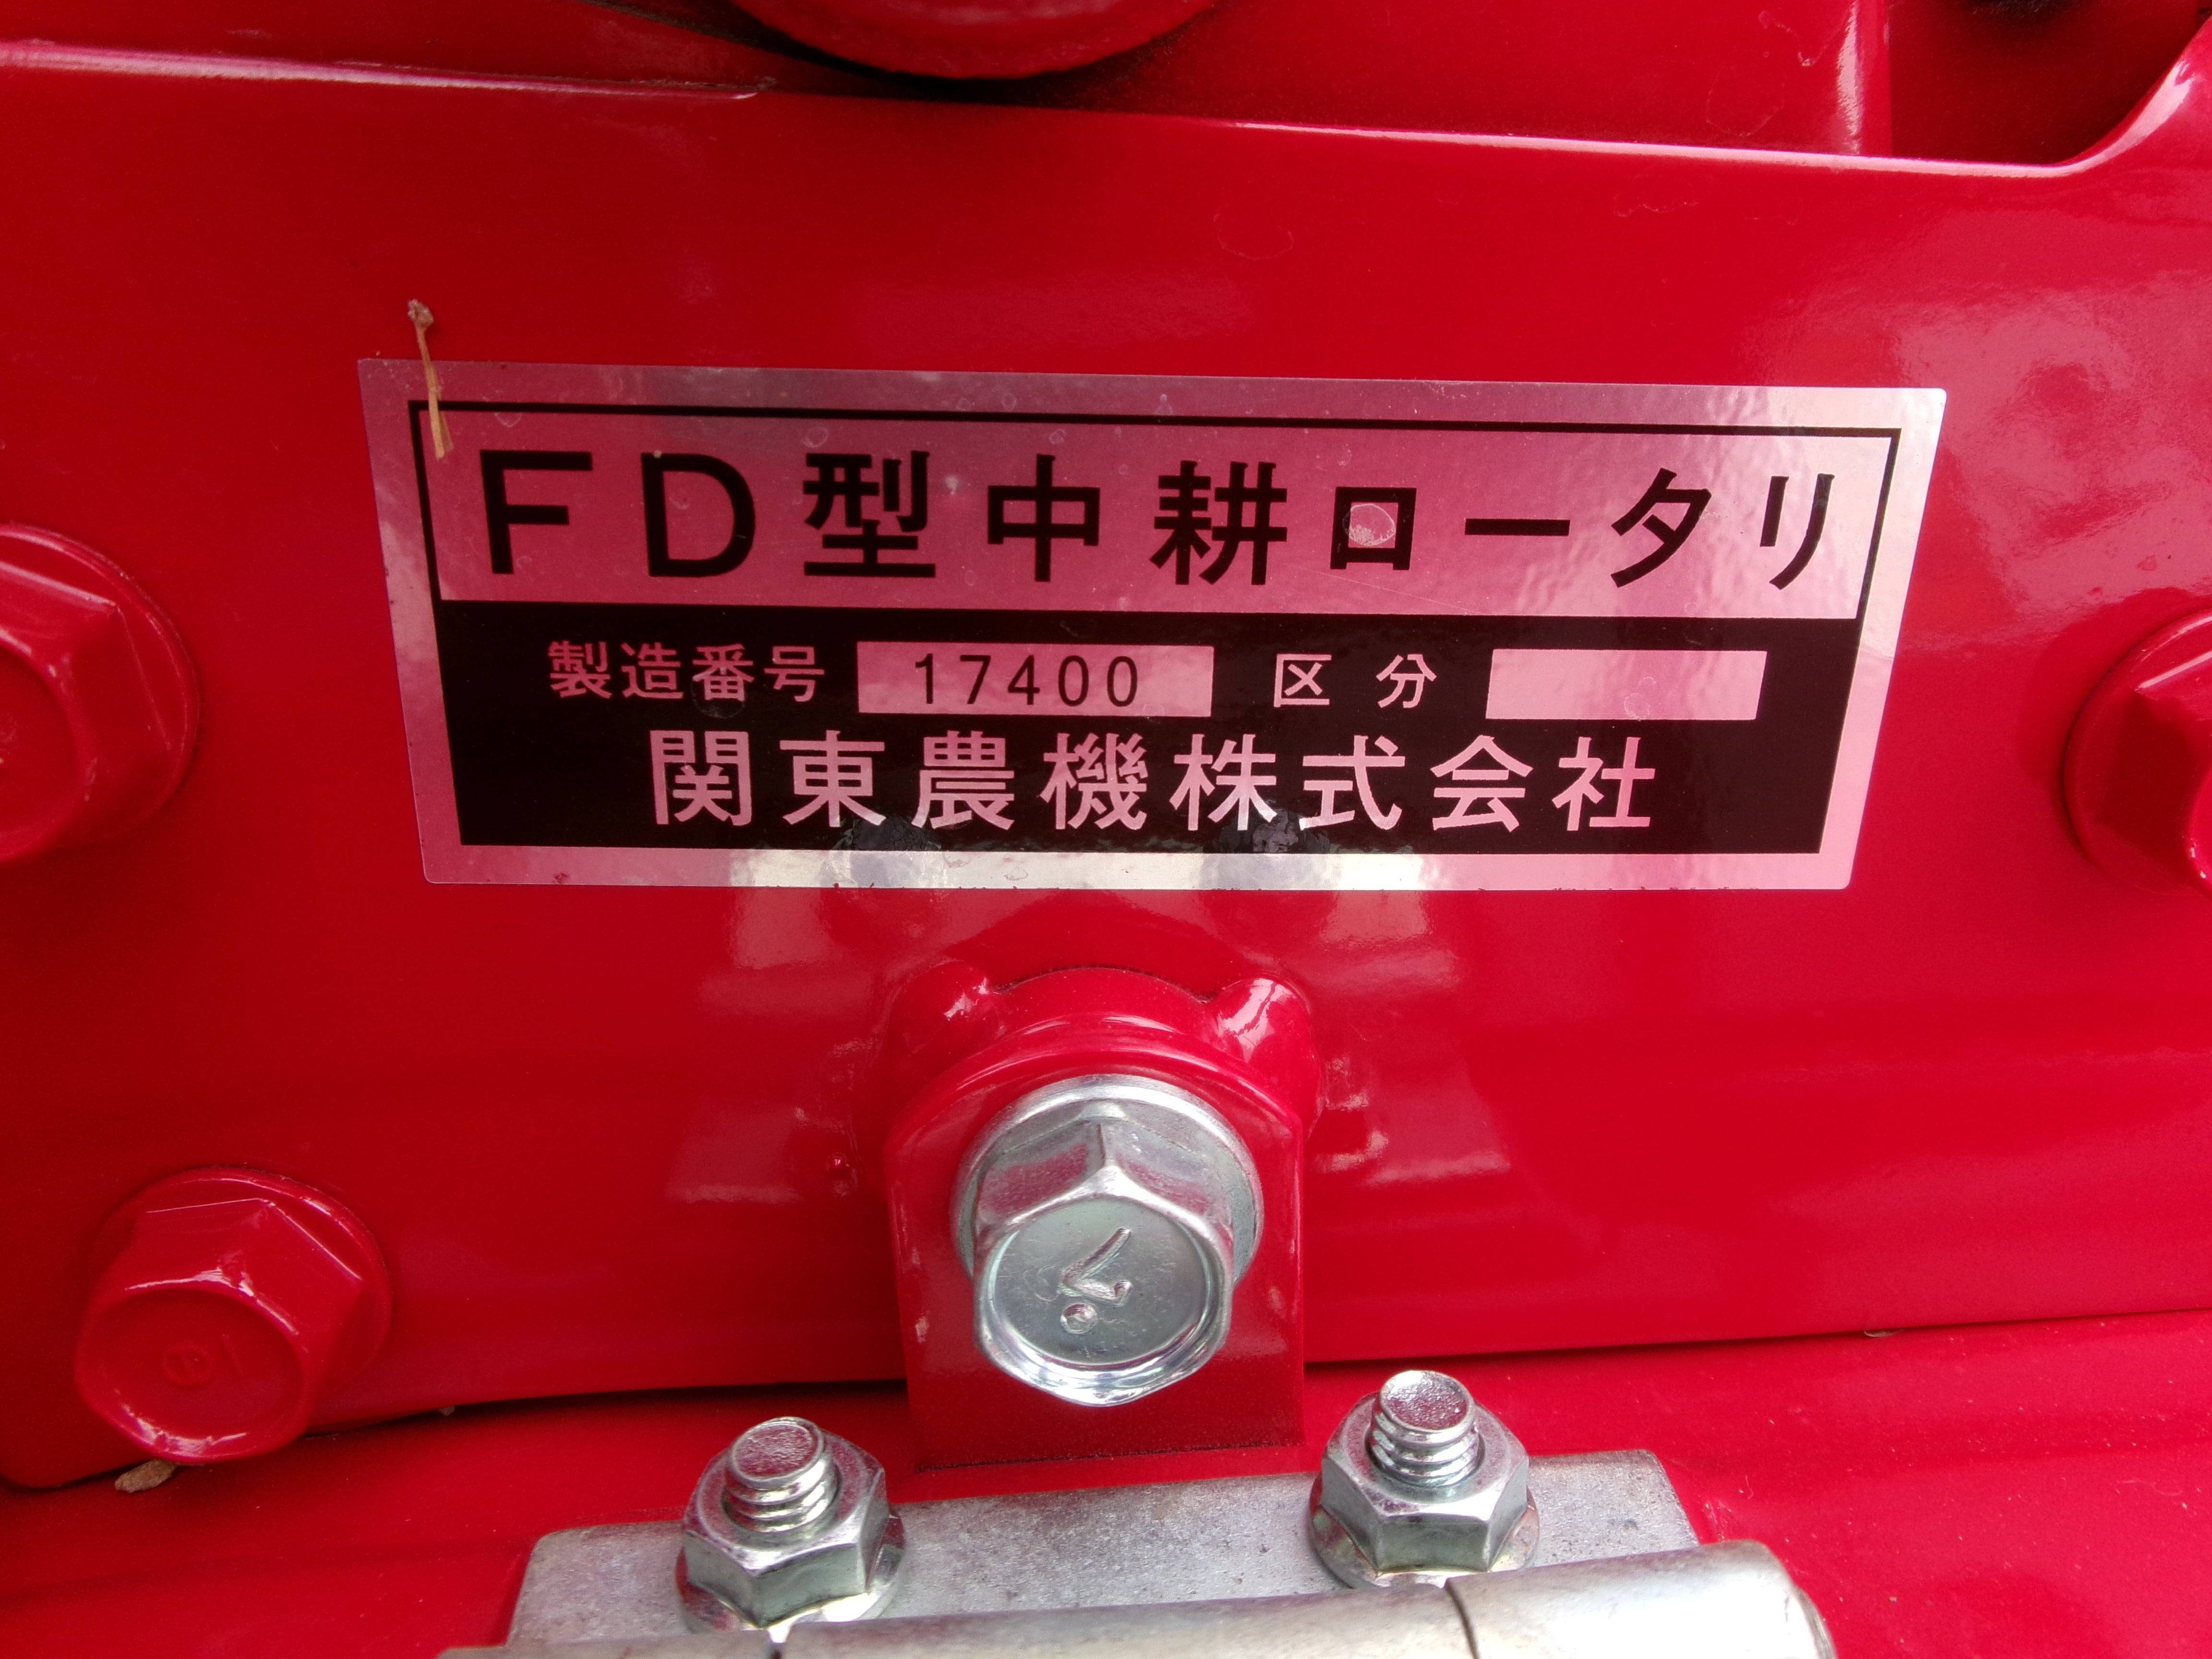 FD型中耕ロータリ
製造番号 17400 区分
関東農機株式会社